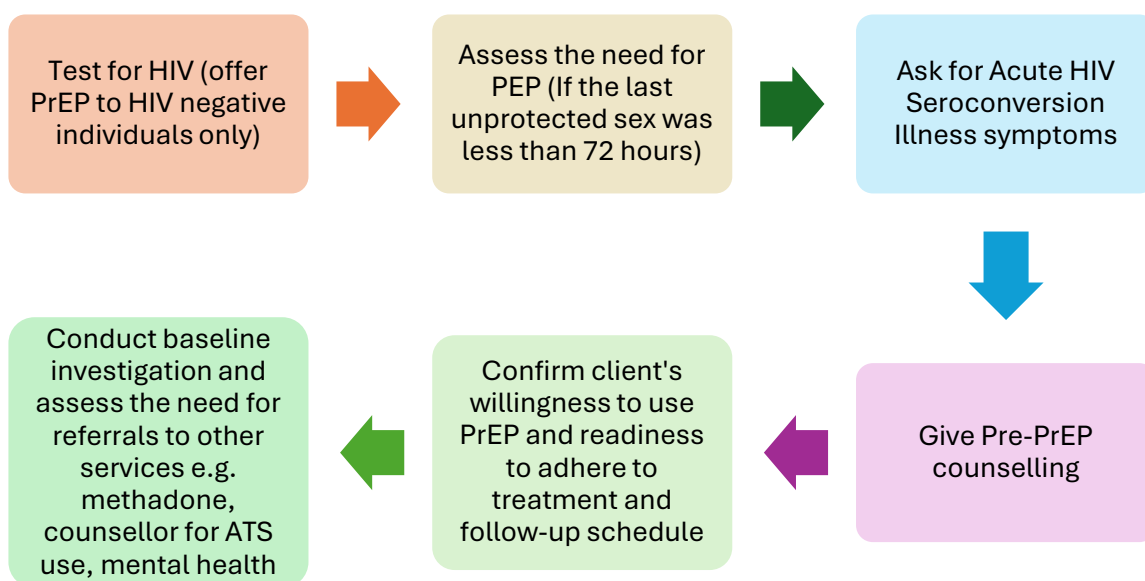 Test for HIV (offer
PrEP to HIV negative
individuals only)
Assess the need for
PEP (If the last
unprotected sex was
less than 72 hours)
Ask for Acute HIV
Seroconversion
Illness symptoms
Give Pre-PrEP
counselling
Confirm client's
willingness to use
PrEP and readiness
to adhere to
treatment and
follow-up schedule
Conduct baseline
investigation and
assess the need for
referrals to other
services e.g.
methadone,
counsellor for ATS
use, mental health